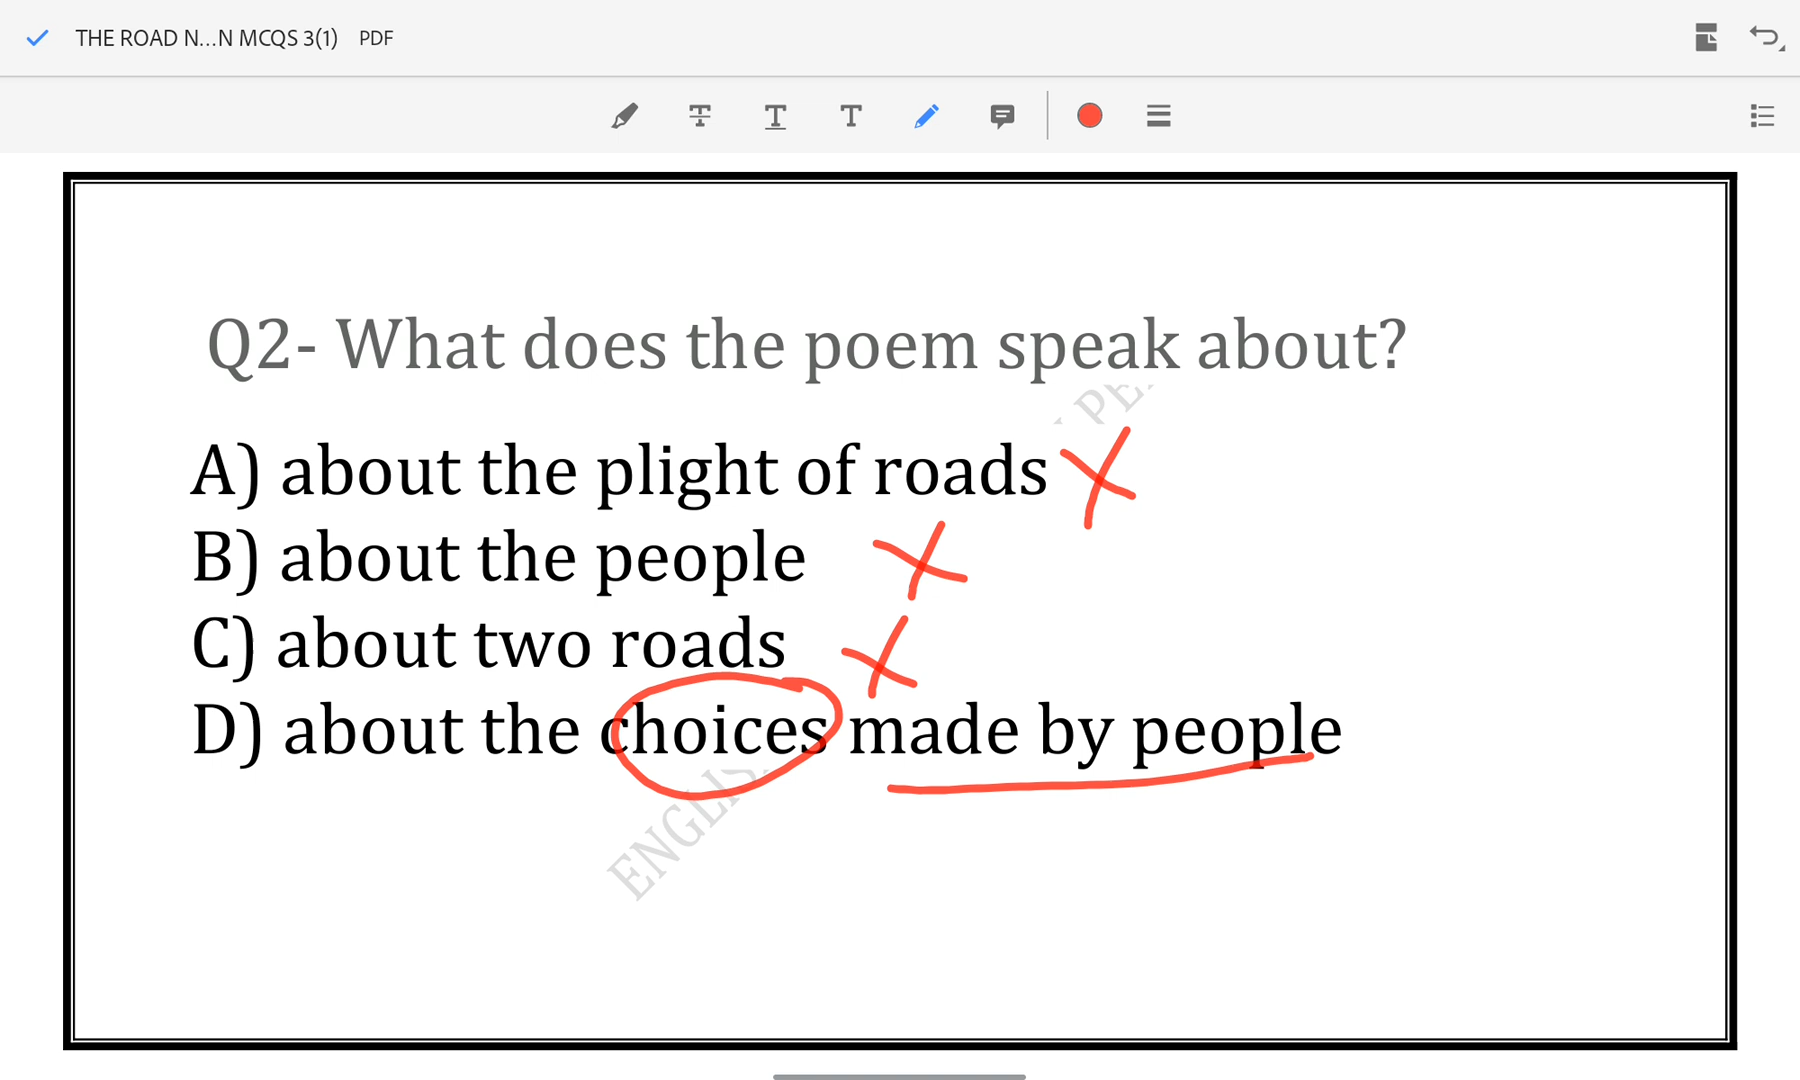 THE ROAD N...N MCQS 3(1) PDF
Q2- What does the poem speak about?
A) about the plight of roads
B) about the people
C) about two roads
D) about the choices made by people